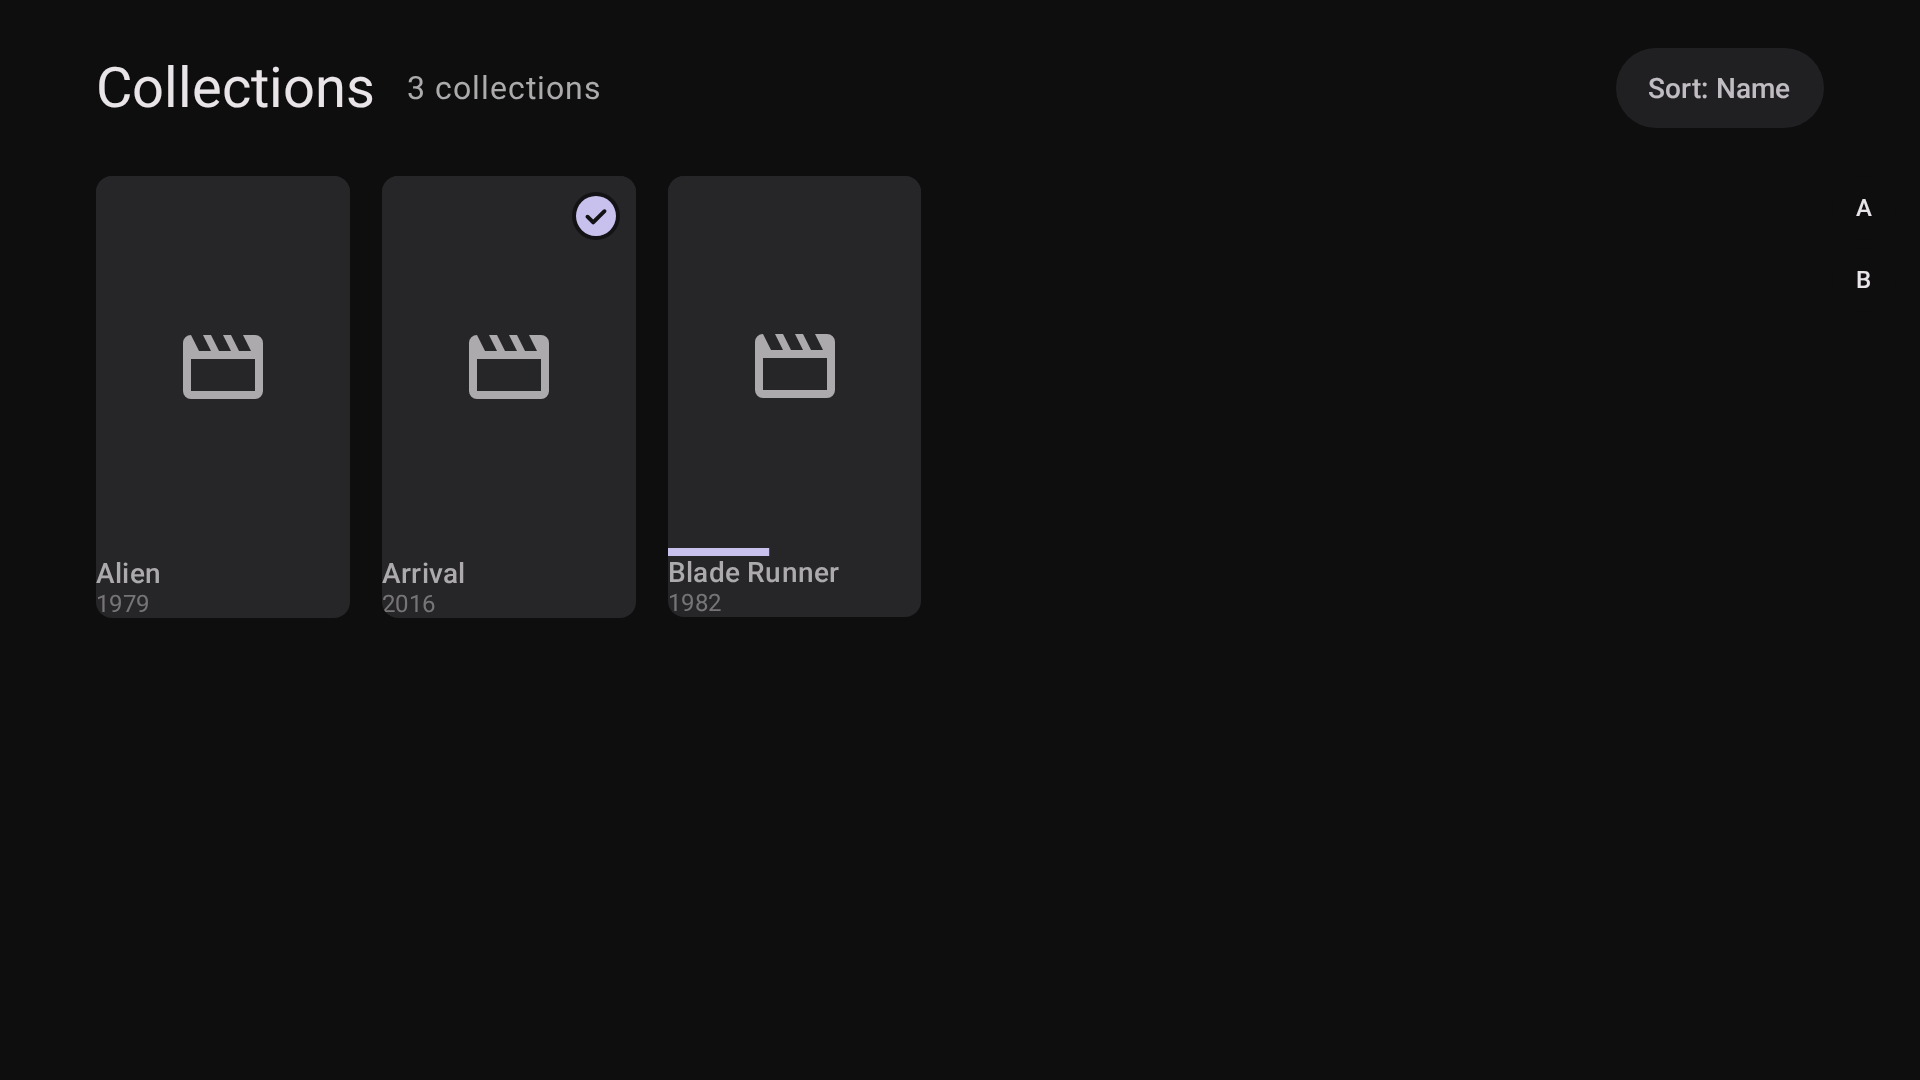 Collections
3 collections
Sort: Name
A
B
Alien
1979
Arrival
2016
Blade Runner
1982